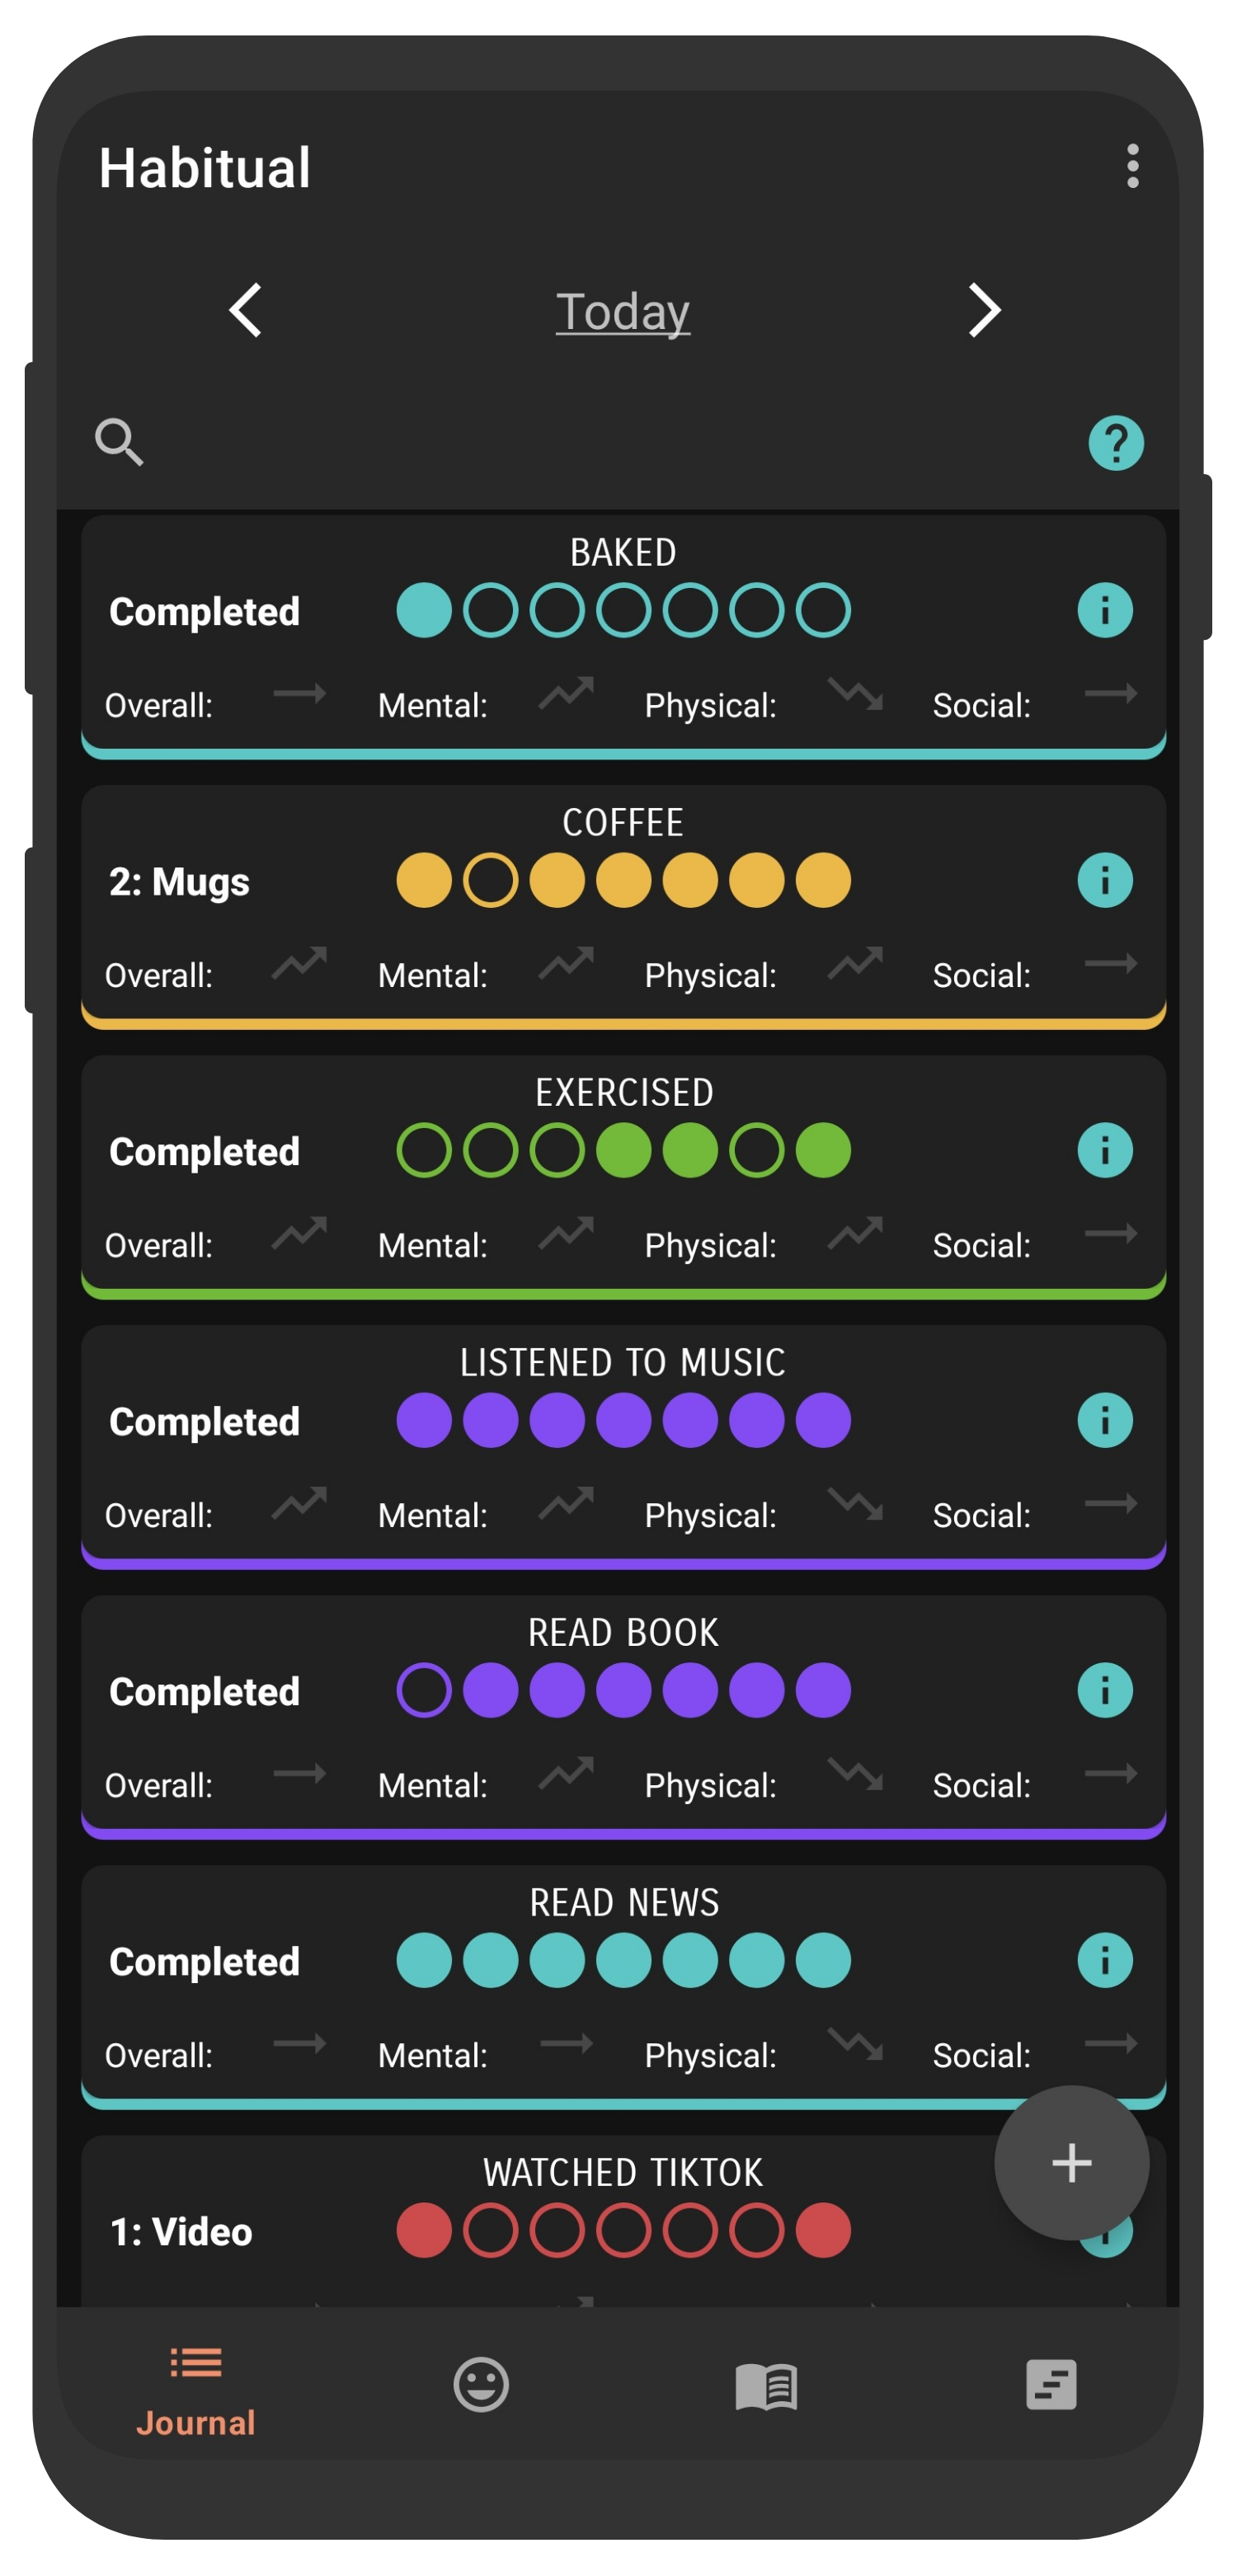 Habitual
Today
BAKED
Completed
Overall: Mental: Physical: Social:
COFFEE
2: Mugs
Overall: Mental: Physical: Social:
EXERCISED
Completed
Overall: Mental: Physical: Social:
LISTENED TO MUSIC
Completed
Overall: Mental: Physical: Social:
READ BOOK
Completed
Overall: Mental: Physical: Social:
READ NEWS
Completed
Overall: Mental: Physical: Social:
WATCHED TIKTOK
1: Video
Journal